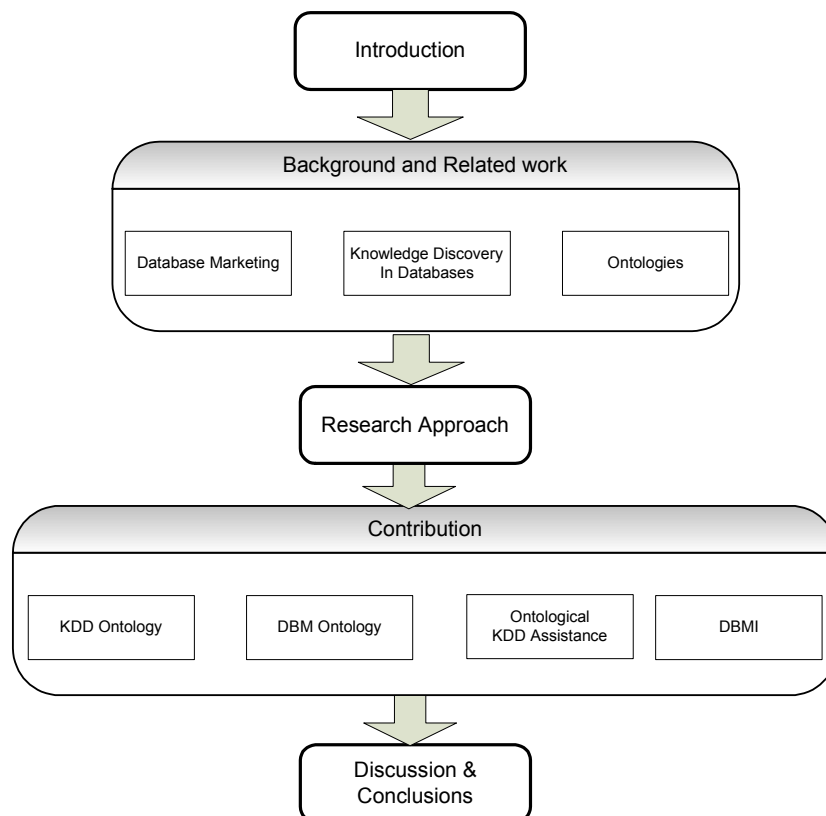 Introduction
Background and Related work
Database Marketing
Knowledge Discovery
In Databases
Ontologies
Research Approach
Contribution
KDD Ontology
DBM Ontology
Ontological
KDD Assistance
DBMI
Discussion &
Conclusions